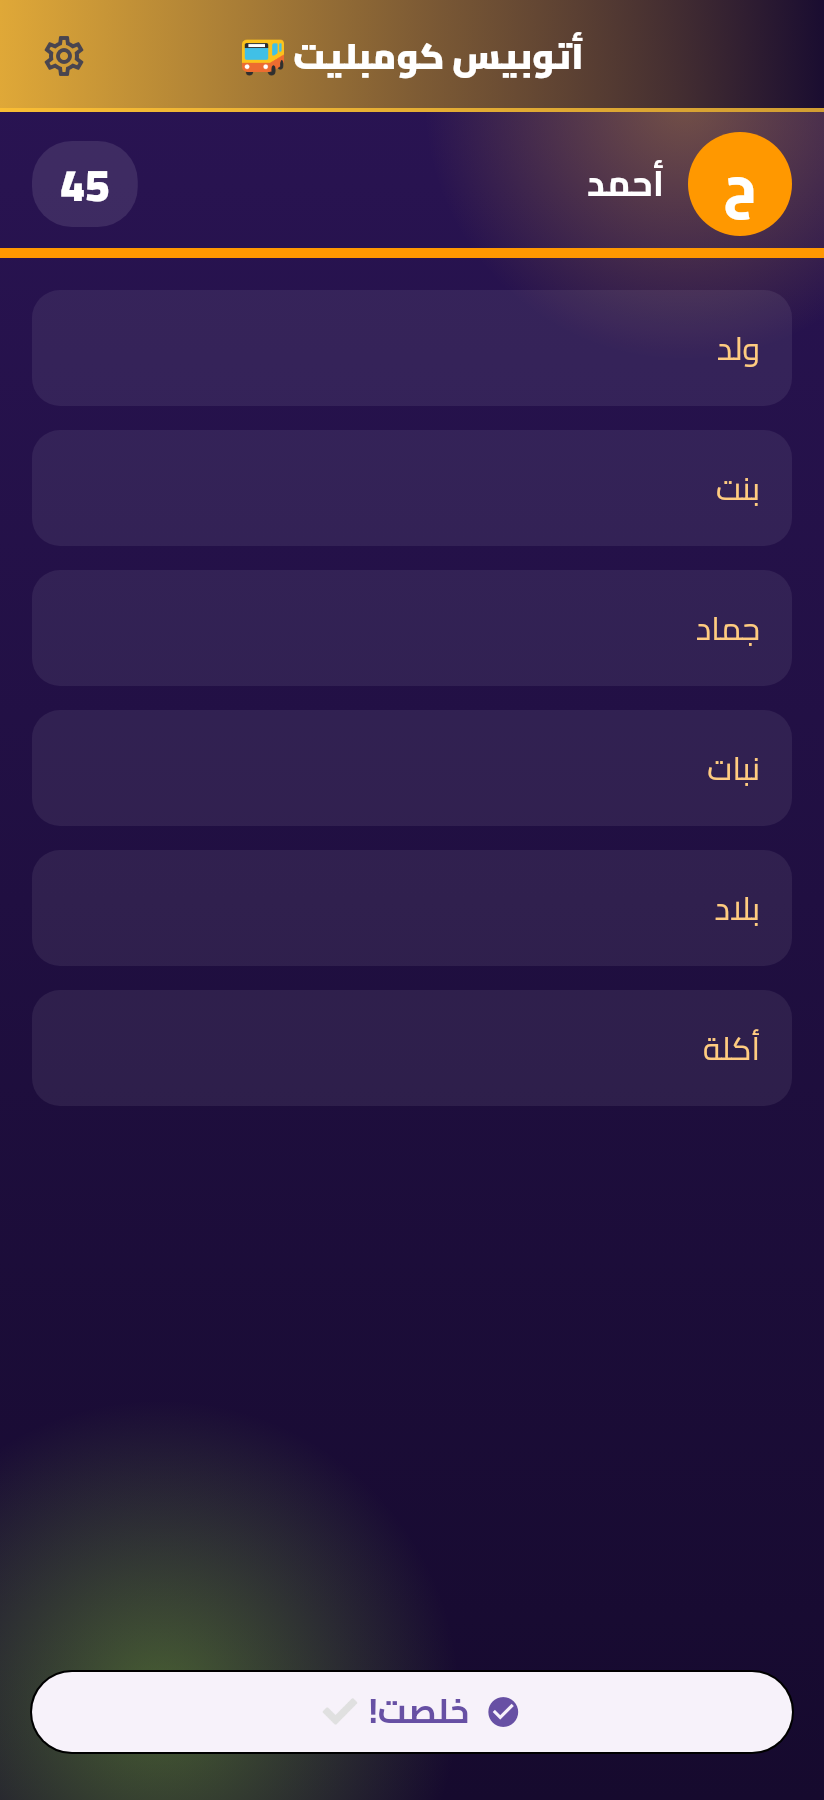 أتوبيس كومبليت 🚌
ح
أحمد
45
ولد
بنت
جماد
نبات
بلاد
أكلة
خلصت! ✔